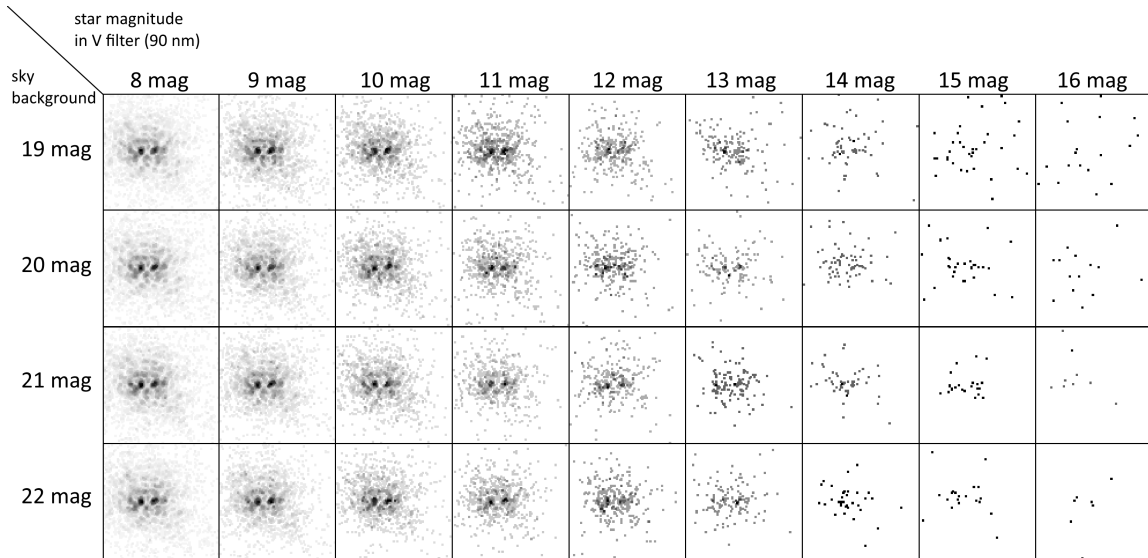 star magnitude
in V filter (90 nm)
sky
background
8 mag 9 mag 10 mag 11 mag 12 mag 13 mag 14 mag 15 mag 16 mag
19 mag
20 mag
21 mag
22 mag